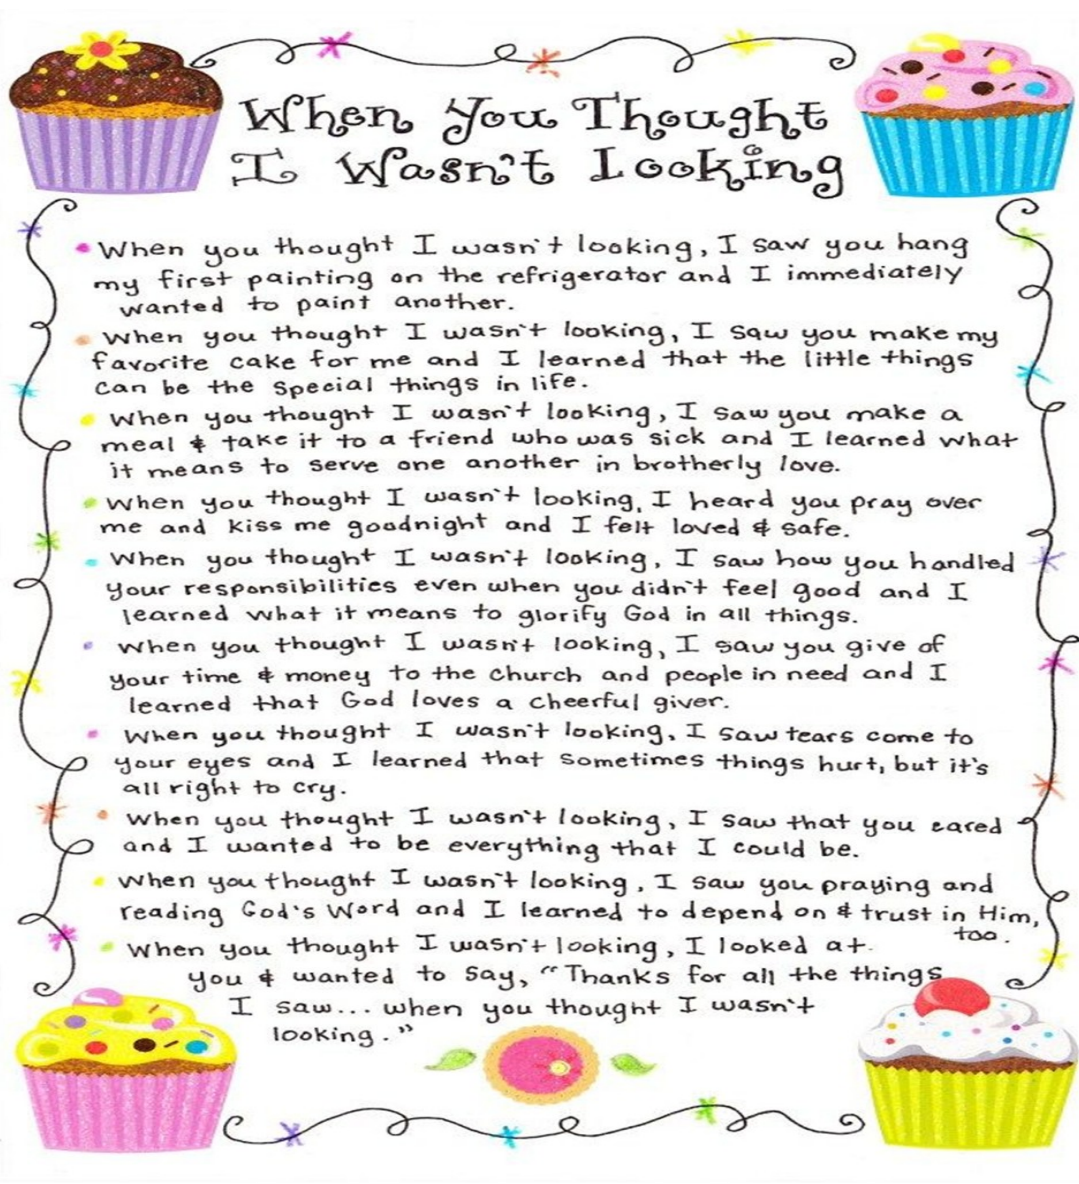 When You Thought
I Wasn't Looking
When you thought I wasn't looking, I saw you hang
my first painting on the refrigerator and I immediately
wanted to paint another.
When you thought I wasn't looking, I saw you make my
favorite cake for me and I learned that the little things
can be the special things in life.
When you thought I wasn't looking, I saw you make a
meal & take it to a friend who was sick and I learned what
it means to serve one another in brotherly love.
When you thought I wasn't looking, I heard you pray over
me and kiss me goodnight and I felt loved & safe.
When you thought I wasn't looking, I saw how you handled
your responsibilities even when you didn't feel good and I
learned what it means to glorify God in all things.
When you thought I wasn't looking, I saw you give of
your time & money to the church and people in need and I
learned that God loves a cheerful giver.
When you thought I wasn't looking, I saw tears come to
your eyes and I learned that sometimes things hurt, but it's
all right to cry.
When you thought I wasn't looking, I saw that you cared
and I wanted to be everything that I could be.
When you thought I wasn't looking, I saw you praying and
reading God's Word and I learned to depend on & trust in Him,
too.
When you thought I wasn't looking, I looked at
you & wanted to say, "Thanks for all the things
I saw... when you thought I wasn't
looking."